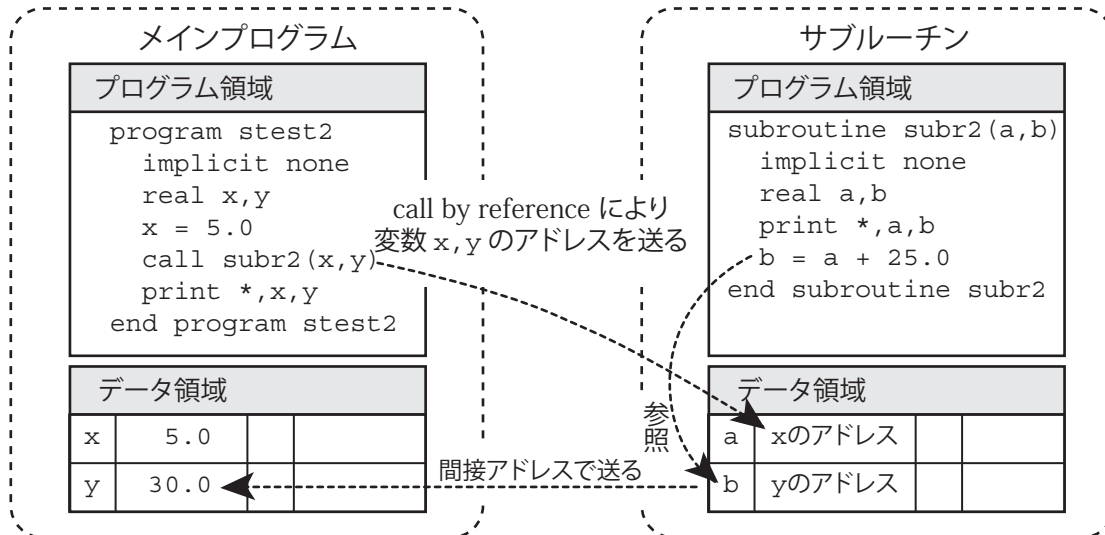 メインプログラム
プログラム領域
program stest2
implicit none
real x,y
x = 5.0
call subr2(x,y)
print *,x,y
end program stest2
データ領域
x 5.0
y 30.0
call by reference により
変数 x,y のアドレスを送る
参照
間接アドレスで送る
サブルーチン
プログラム領域
subroutine subr2(a,b)
implicit none
real a,b
print *,a,b
b = a + 25.0
end subroutine subr2
データ領域
a xのアドレス
b yのアドレス